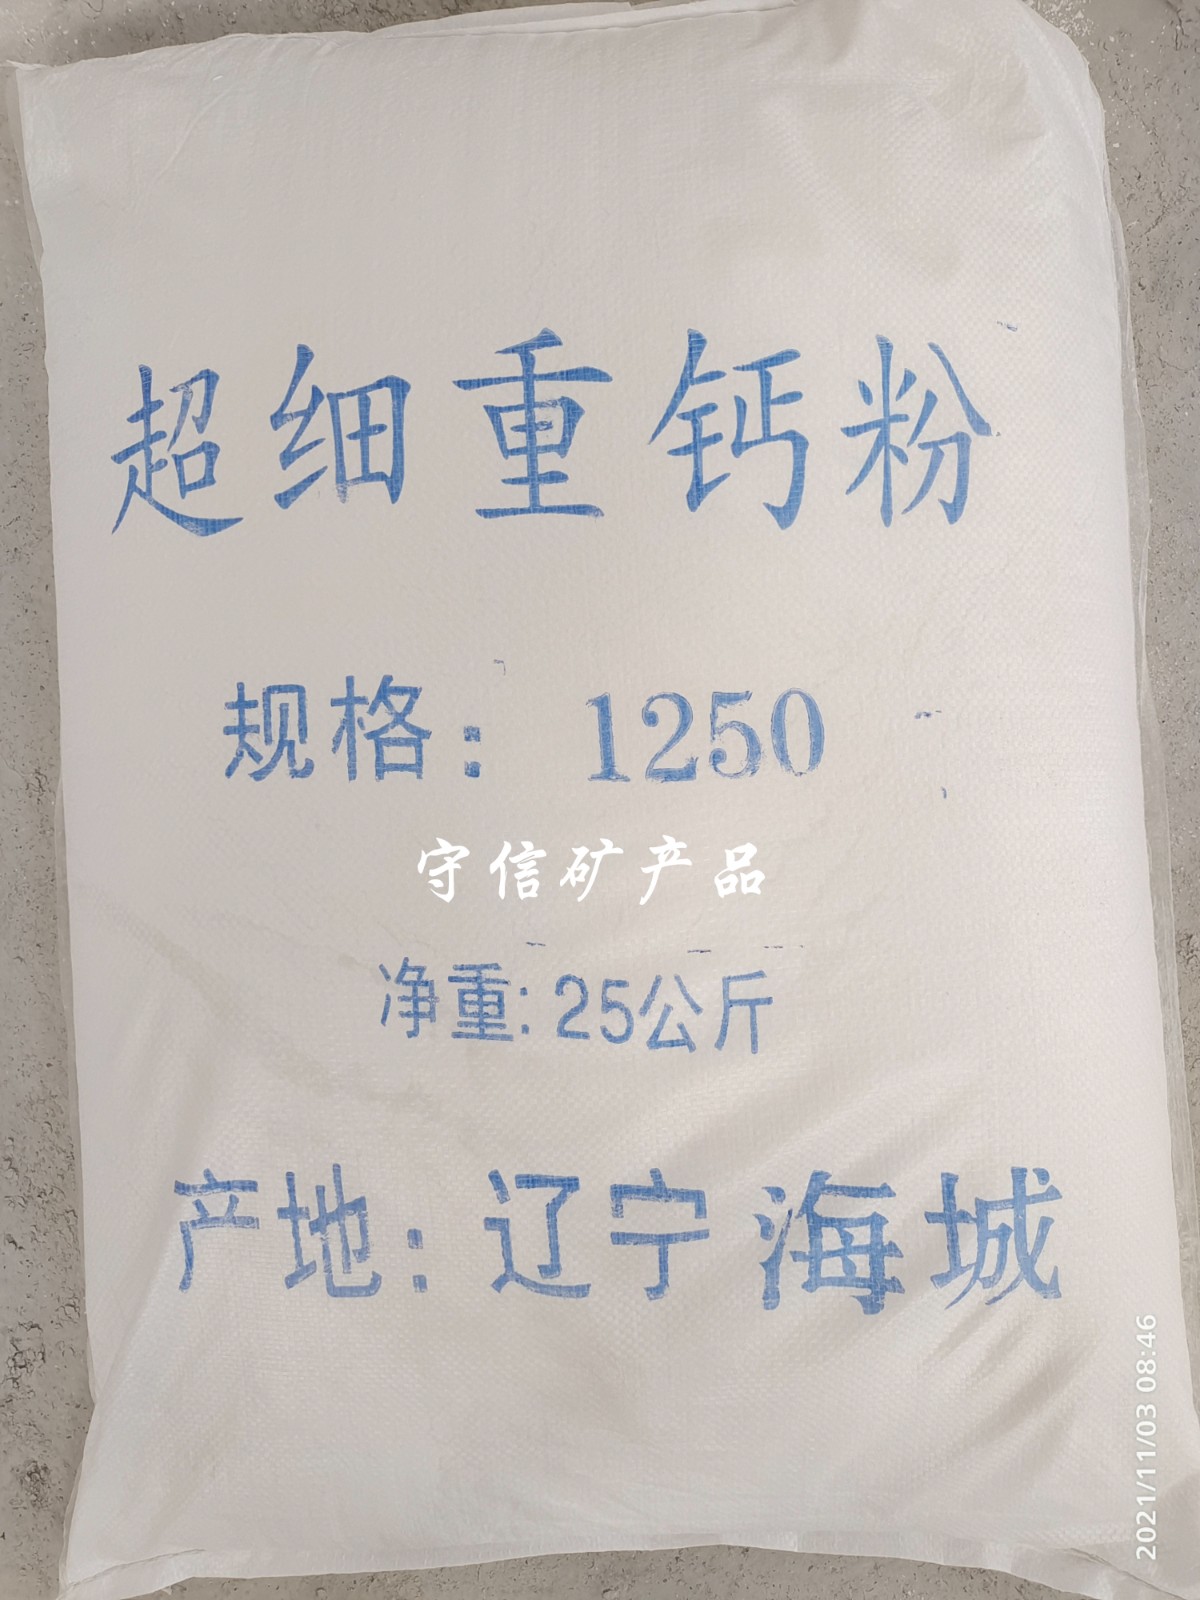 超细重钙粉
规格：1250
守信矿产品
净重:25公斤
产地：辽宁海城
2021/11/03 08:46